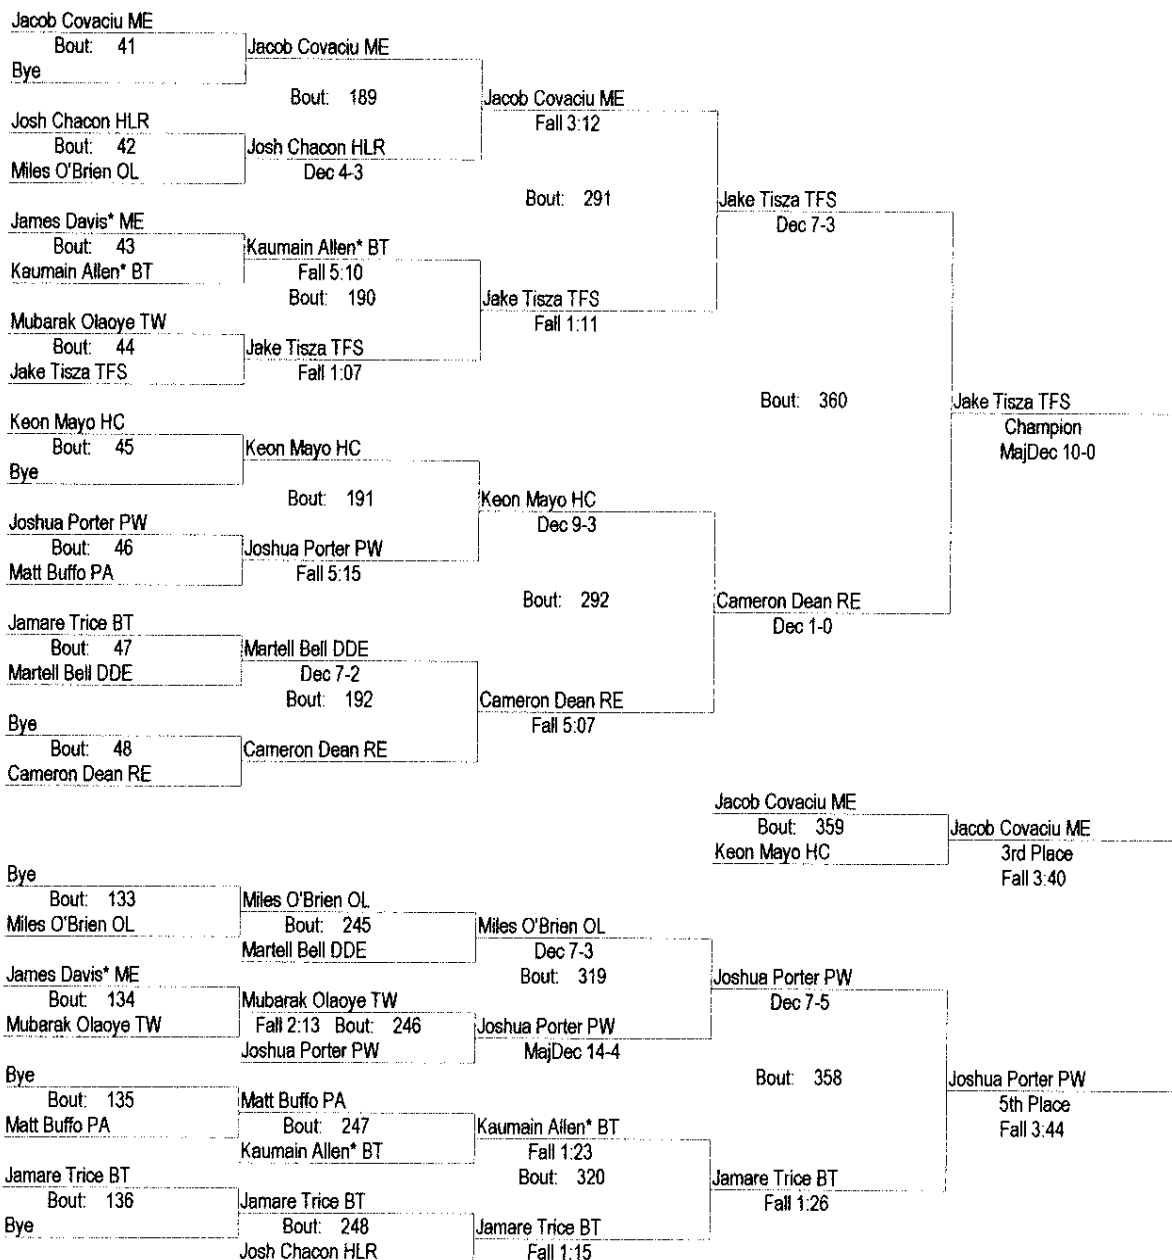 Jacob Covaciu ME
Bout: 41
Jacob Covaciu ME
Bye
Bout: 189
Jacob Covaciu ME
Fall 3:12
Josh Chacon HLR
Bout: 42
Josh Chacon HLR
Miles O'Brien OL
Dec 4-3
Bout: 291
Jake Tisza TFS
Dec 7-3
James Davis* ME
Bout: 43
Kaumain Allen* BT
Kaumain Allen* BT
Fall 5:10
Bout: 190
Jake Tisza TFS
Fall 1:11
Mubarak Olaoye TW
Bout: 44
Jake Tisza TFS
Jake Tisza TFS
Fall 1:07
Bout: 360
Jake Tisza TFS
Champion
MajDec 10-0
Keon Mayo HC
Bout: 45
Keon Mayo HC
Bye
Bout: 191
Keon Mayo HC
Dec 9-3
Joshua Porter PW
Bout: 46
Joshua Porter PW
Matt Buffo PA
Fall 5:15
Bout: 292
Cameron Dean RE
Dec 1-0
Jamare Trice BT
Bout: 47
Martell Bell DDE
Martell Bell DDE
Dec 7-2
Bout: 192
Cameron Dean RE
Fall 5:07
Bye
Bout: 48
Cameron Dean RE
Cameron Dean RE
Jacob Covaciu ME
Bout: 359
Jacob Covaciu ME
Keon Mayo HC
3rd Place
Fall 3:40
Bye
Bout: 133
Miles O'Brien OL
Miles O'Brien OL
Bout: 245
Miles O'Brien OL
Martell Bell DDE
Dec 7-3
Bout: 319
Joshua Porter PW
Dec 7-5
James Davis* ME
Bout: 134
Mubarak Olaoye TW
Mubarak Olaoye TW
Fall 2:13 Bout: 246
Joshua Porter PW
Joshua Porter PW
MajDec 14-4
Bout: 358
Joshua Porter PW
5th Place
Fall 3:44
Bye
Bout: 135
Matt Buffo PA
Matt Buffo PA
Bout: 247
Kaumain Allen* BT
Kaumain Allen* BT
Fall 1:23
Bout: 320
Jamare Trice BT
Fall 1:26
Jamare Trice BT
Bout: 136
Jamare Trice BT
Bye
Bout: 248
Jamare Trice BT
Josh Chacon HLR
Fall 1:15